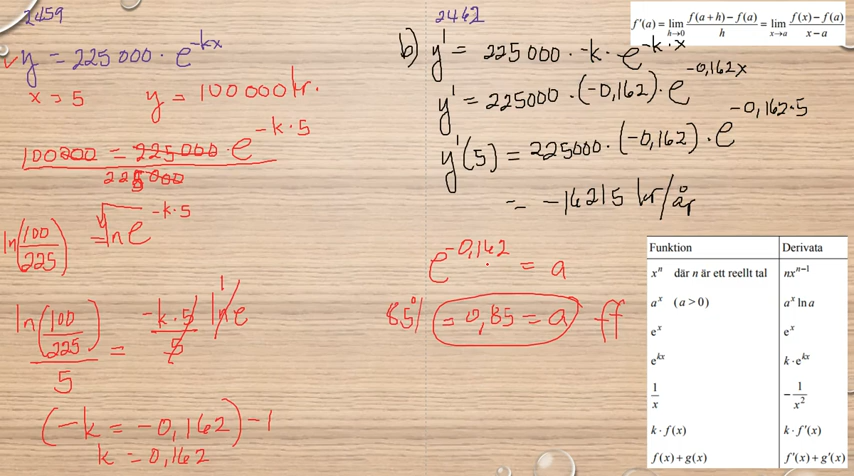 2459
y = 225 000 · e^-kx
x = 5 y = 100 000 kr.
100 000 = 225 000 · e^-k·5
225 000
ln(100/225) = ln e^-k·5
ln(100/225) / 5 = -k·5 / 5 ln e 1
(-k = -0,162) -1
k = 0,162
2462
b) y' = 225 000 · -k · e^-k·x
y' = 225000 · (-0,162) · e^-0,162x
y'(5) = 225000 · (-0,162) · e^-0,162·5
= -16215 kr/år
e^-0,162 = a
85% = 0,85 = a ff
f'(a) = lim h→0 f(a + h) − f(a) / h = lim x→a f(x) − f(a) / x − a
Funktion Derivata
x^n där n är ett reellt tal nx^n−1
a^x (a > 0) a^x ln a
e^x e^x
e^kx k·e^kx
1/x −1/x^2
k·f(x) k·f'(x)
f(x)+g(x) f'(x)+g'(x)